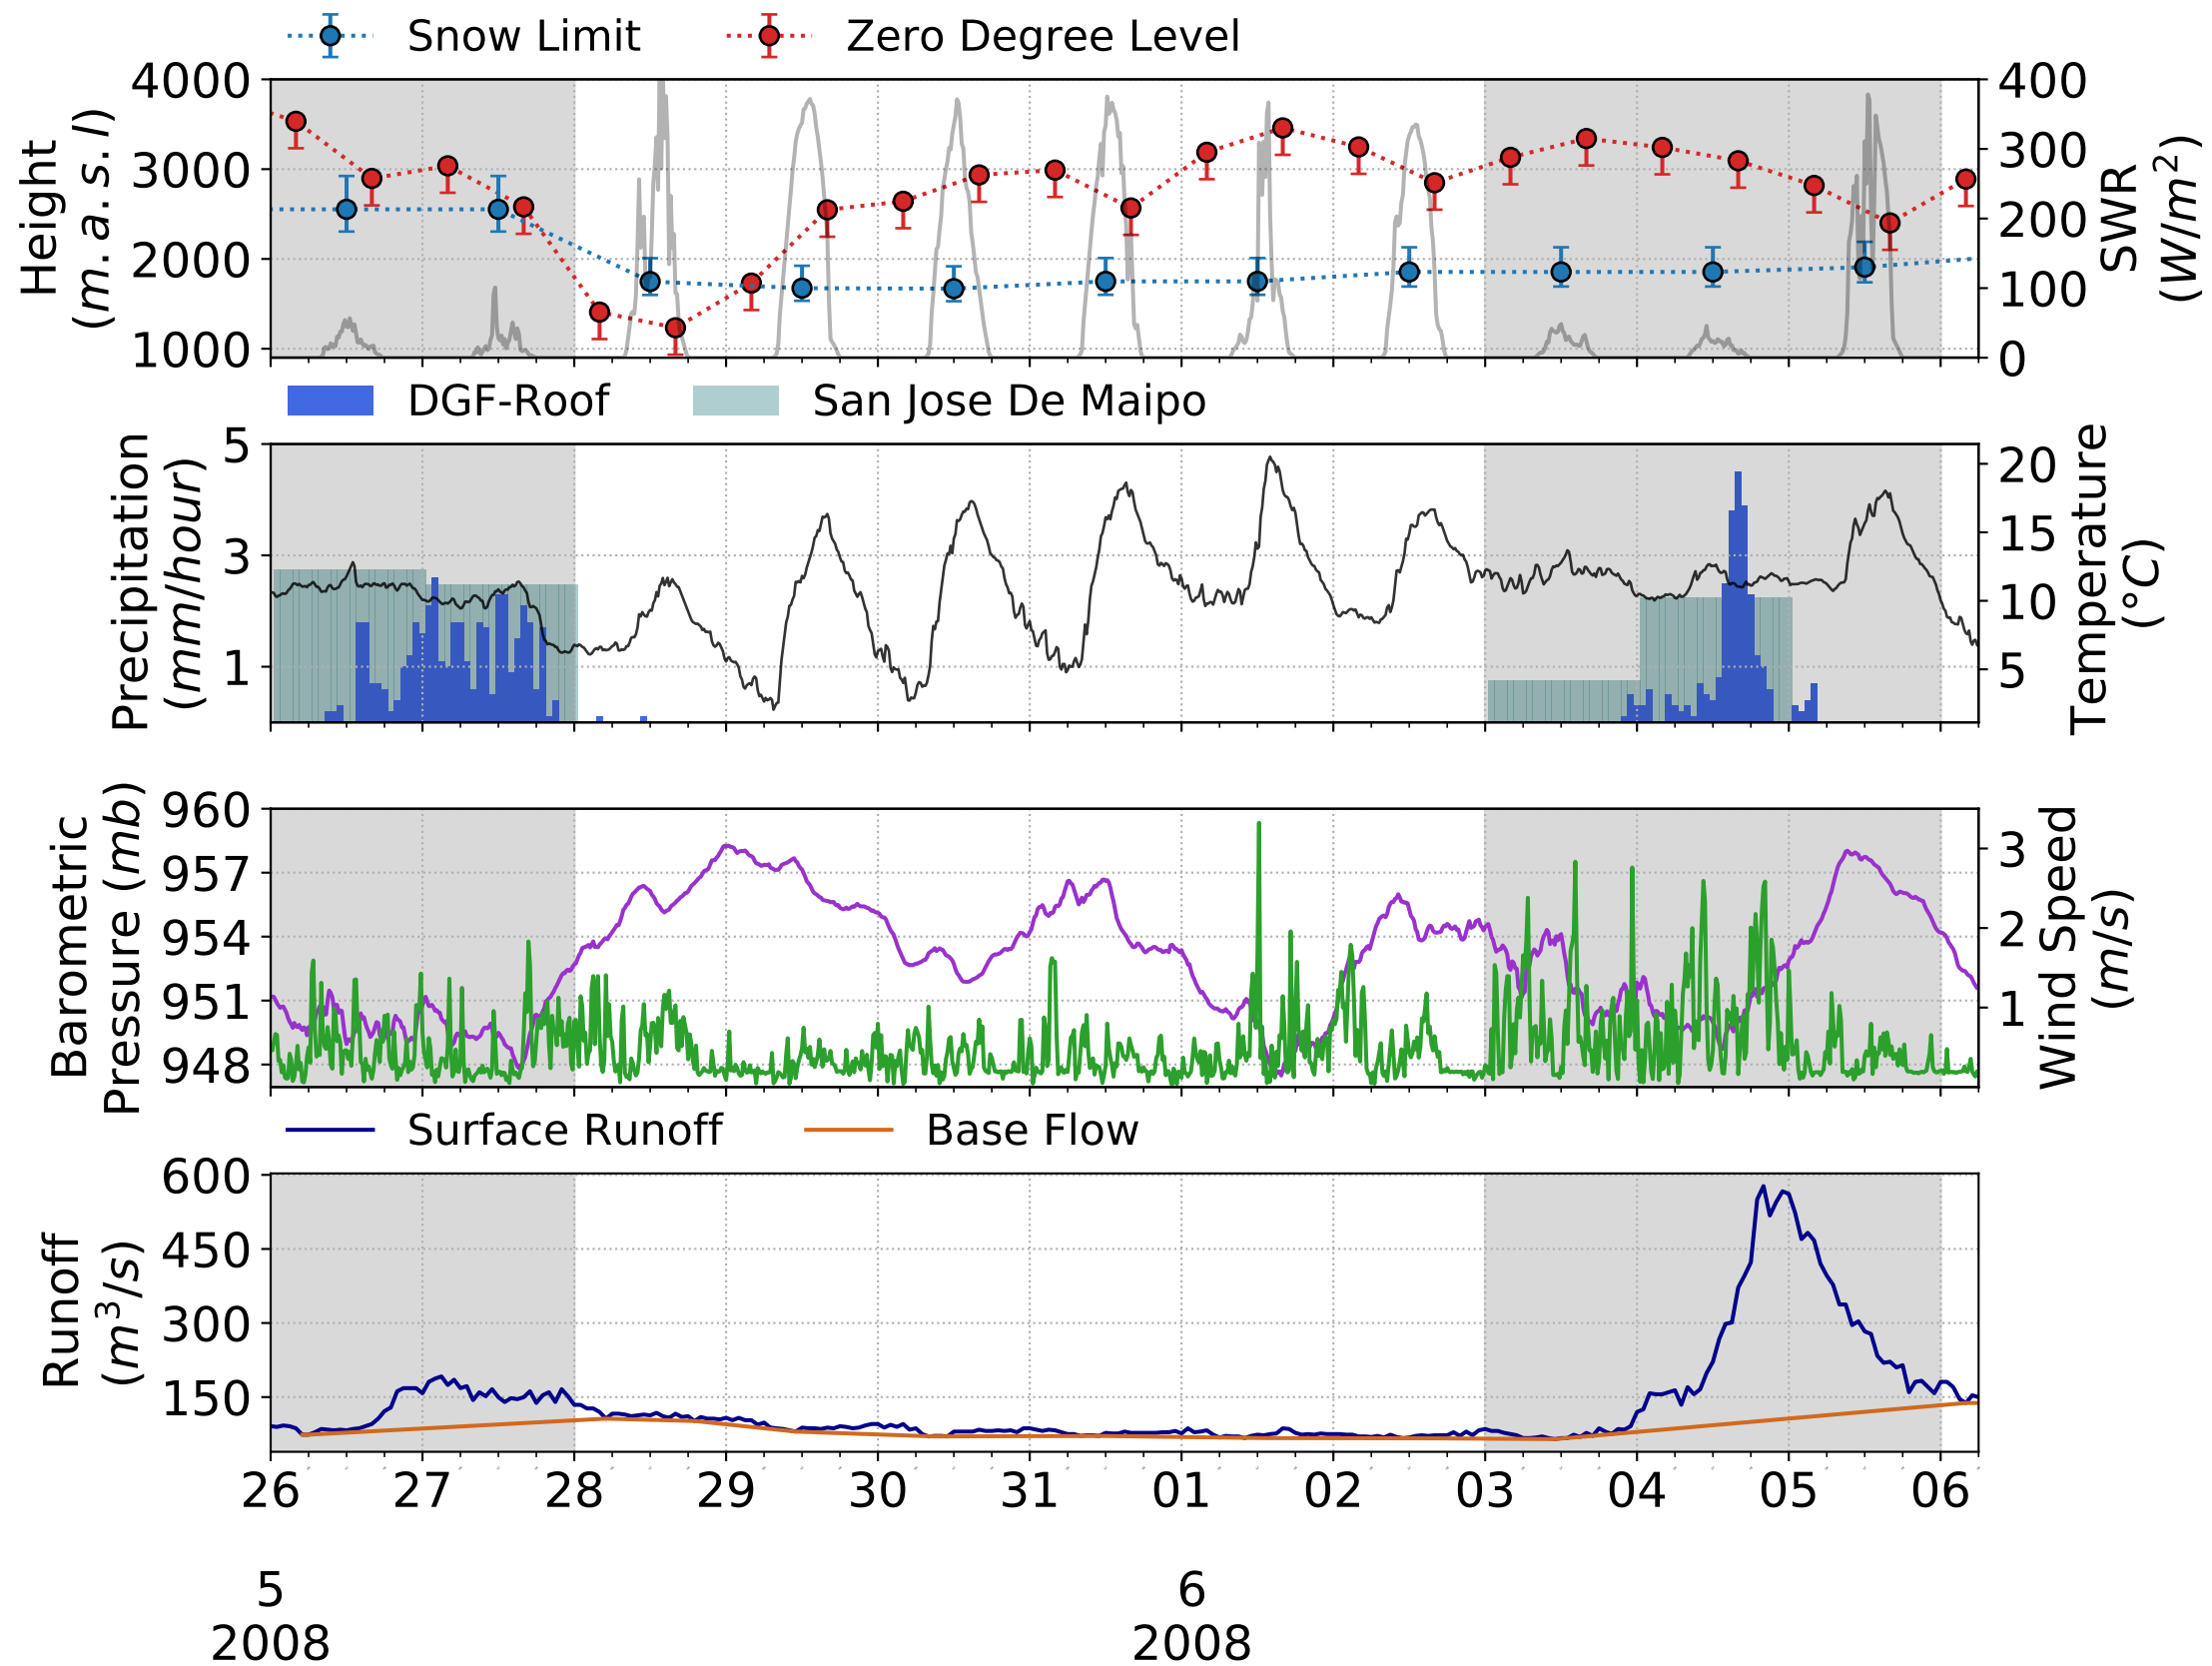 Snow Limit Zero Degree Level
4000
3000
2000
1000
Height
(m.a.s.l)
400
300
200
100
0
SWR
(W/m²)
DGF-Roof San Jose De Maipo
5
3
1
Precipitation
(mm/hour)
20
15
10
5
Temperature
(°C)
960
957
954
951
948
Barometric
Pressure (mb)
3
2
1
Wind Speed
(m/s)
Surface Runoff Base Flow
600
450
300
150
Runoff
(m³/s)
26 27 28 29 30 31 01 02 03 04 05 06
5 6
2008 2008